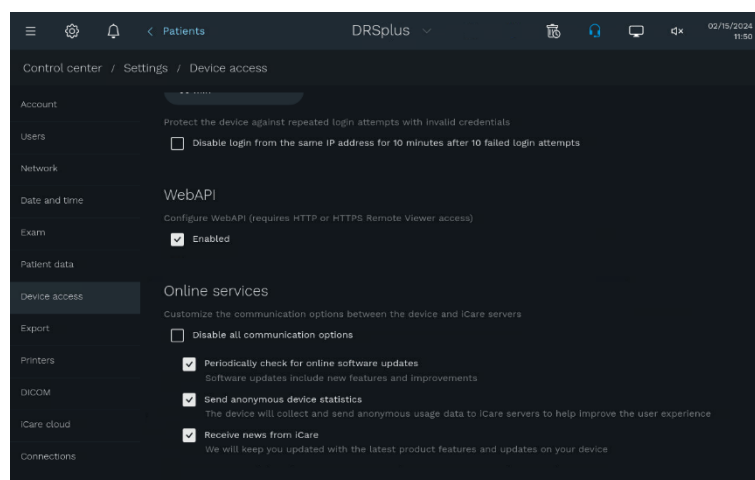 Patients
DRSplus
02/15/2024
11:50
Control center / Settings / Device access
Account
Users
Network
Date and time
Exam
Patient data
Device access
Export
Printers
DICOM
iCare cloud
Connections
Protect the device against repeated login attempts with invalid credentials
Disable login from the same IP address for 10 minutes after 10 failed login attempts
WebAPI
Configure WebAPI (requires HTTP or HTTPS Remote Viewer access)
Enabled
Online services
Customize the communication options between the device and iCare servers
Disable all communication options
Periodically check for online software updates
Software updates include new features and improvements
Send anonymous device statistics
The device will collect and send anonymous usage data to iCare servers to help improve the user experience
Receive news from iCare
We will keep you updated with the latest product features and updates on your device